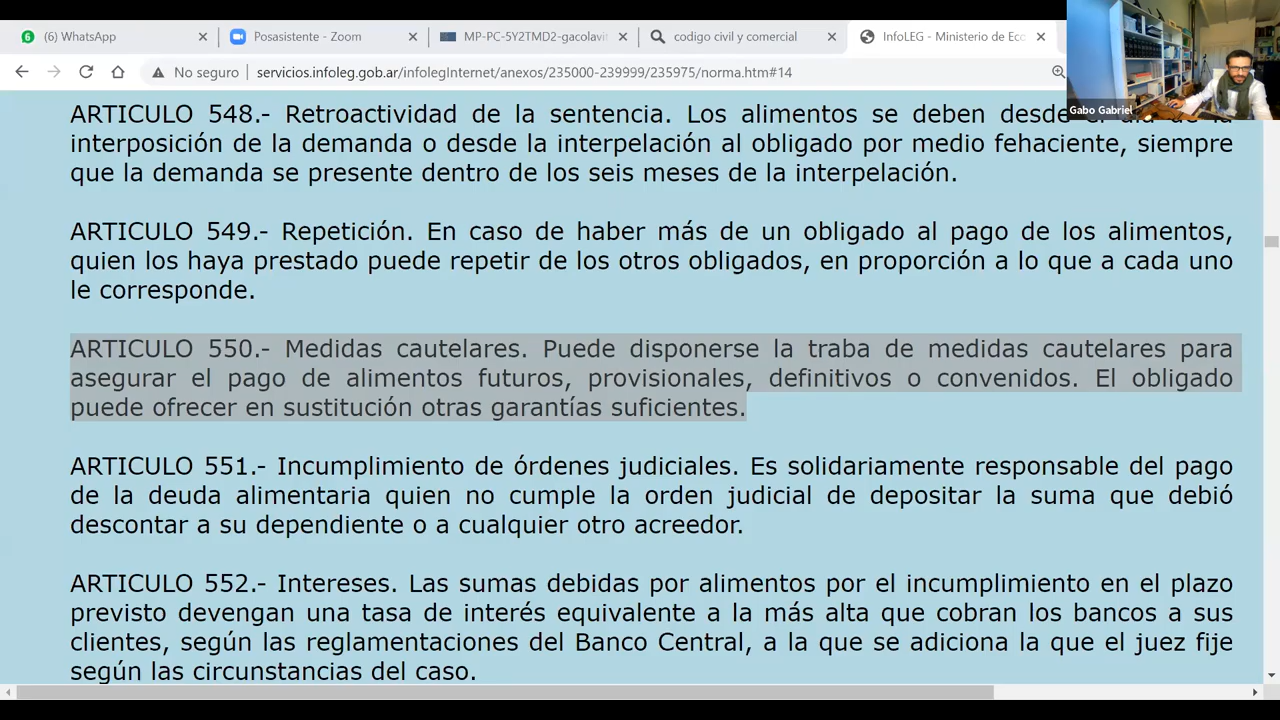 (6) WhatsApp
Posasistente - Zoom
MP-PC-5Y2TMD2-gacolavit
codigo civil y comercial
InfoLEG - Ministerio de Eco
No seguro
servicios.infoleg.gob.ar/infolegInternet/anexos/235000-239999/235975/norma.htm#14
Gabo Gabriel
ARTICULO 548.- Retroactividad de la sentencia. Los alimentos se deben desde el día de la
interposición de la demanda o desde la interpelación al obligado por medio fehaciente, siempre
que la demanda se presente dentro de los seis meses de la interpelación.
ARTICULO 549.- Repetición. En caso de haber más de un obligado al pago de los alimentos,
quien los haya prestado puede repetir de los otros obligados, en proporción a lo que a cada uno
le corresponde.
ARTICULO 550.- Medidas cautelares. Puede disponerse la traba de medidas cautelares para
asegurar el pago de alimentos futuros, provisionales, definitivos o convenidos. El obligado
puede ofrecer en sustitución otras garantías suficientes.
ARTICULO 551.- Incumplimiento de órdenes judiciales. Es solidariamente responsable del pago
de la deuda alimentaria quien no cumple la orden judicial de depositar la suma que debió
descontar a su dependiente o a cualquier otro acreedor.
ARTICULO 552.- Intereses. Las sumas debidas por alimentos por el incumplimiento en el plazo
previsto devengan una tasa de interés equivalente a la más alta que cobran los bancos a sus
clientes, según las reglamentaciones del Banco Central, a la que se adiciona la que el juez fije
según las circunstancias del caso.